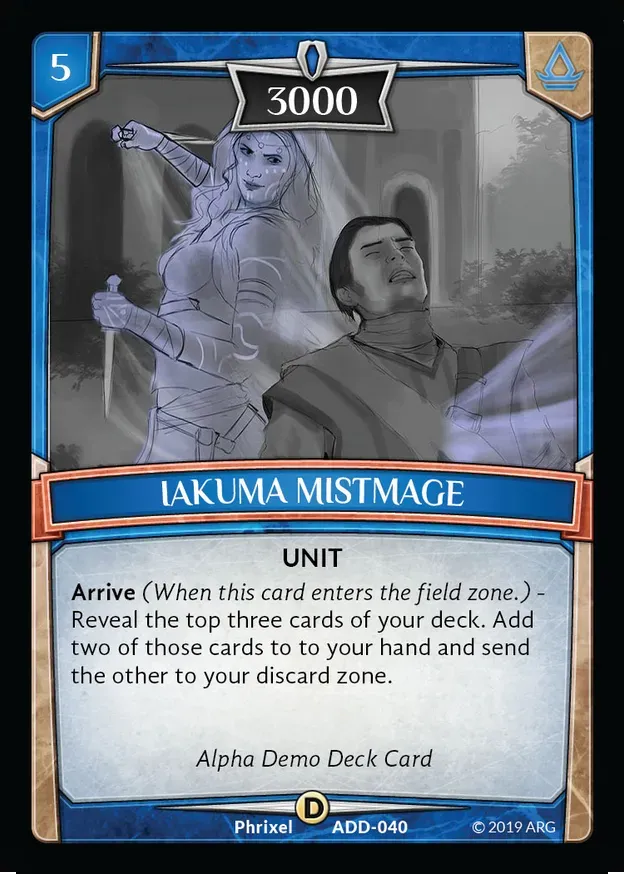 5
3000
IAKUMA MISTMAGE
UNIT
Arrive (When this card enters the field zone.) -
Reveal the top three cards of your deck. Add
two of those cards to to your hand and send
the other to your discard zone.
Alpha Demo Deck Card
D
Phrixel ADD-040 © 2019 ARG